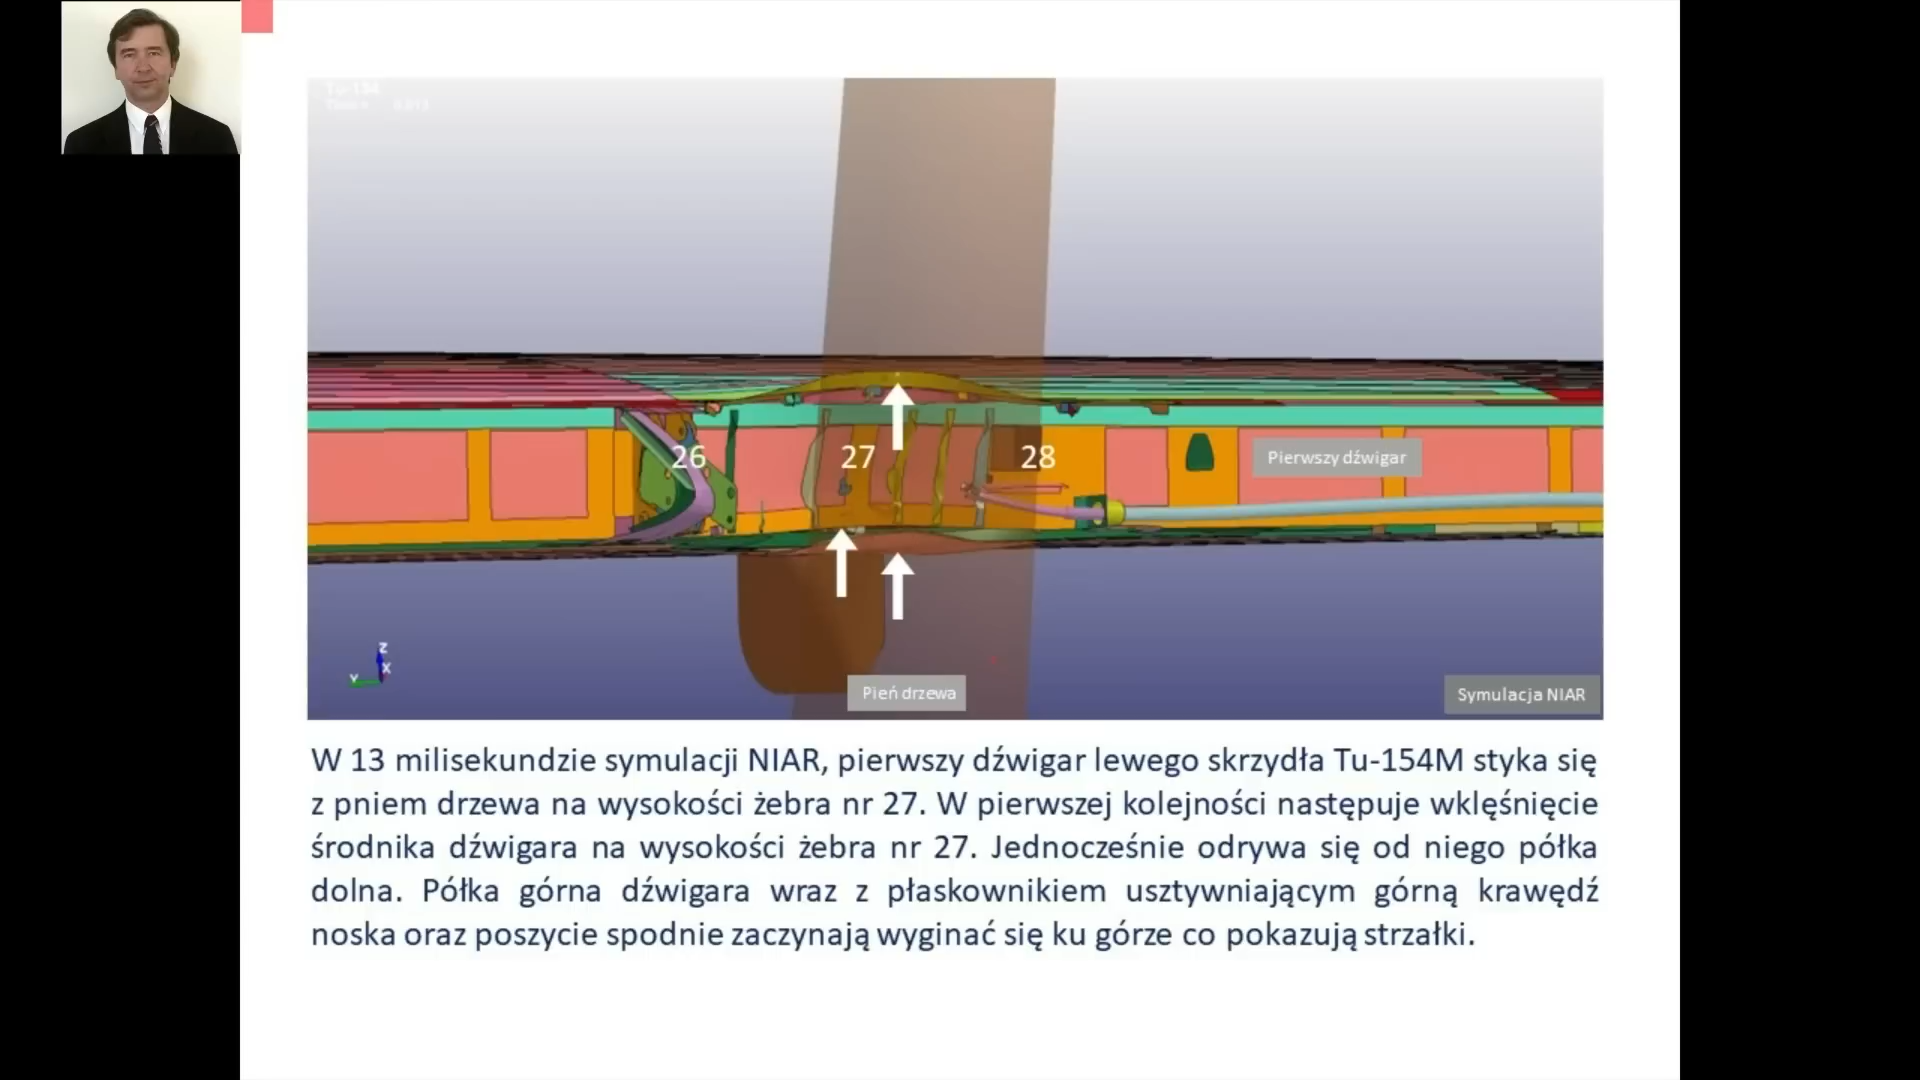 Tu-154
26
27
28
Pierwszy dźwigar
Z
X
Y
Pień drzewa
Symulacja NIAR
W 13 milisekundzie symulacji NIAR, pierwszy dźwigar lewego skrzydła Tu-154M styka się
z pniem drzewa na wysokości żebra nr 27. W pierwszej kolejności następuje wklęśnięcie
środnika dźwigara na wysokości żebra nr 27. Jednocześnie odrywa się od niego półka
dolna. Półka górna dźwigara wraz z płaskownikiem usztywniającym górną krawędź
noska oraz poszycie spodnie zaczynają wyginać się ku górze co pokazują strzałki.